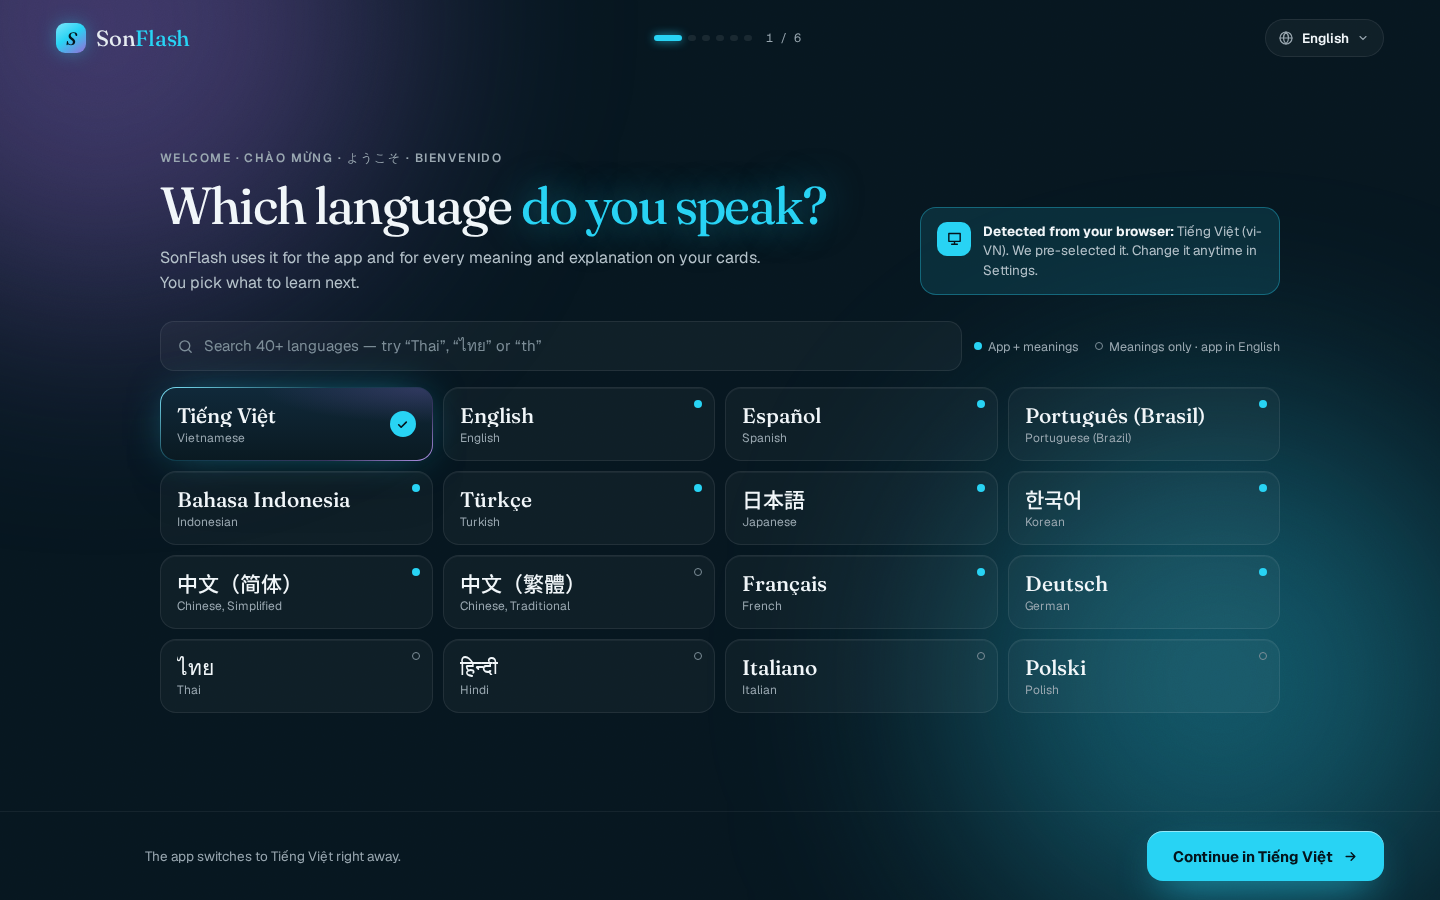 S SonFlash
1 / 6
English
WELCOME · CHÀO MỪNG · ようこそ · BIENVENIDO
Which language do you speak?
SonFlash uses it for the app and for every meaning and explanation on your cards.
You pick what to learn next.
Detected from your browser: Tiếng Việt (vi-
VN). We pre-selected it. Change it anytime in
Settings.
Search 40+ languages — try “Thai”, “ไทย” or “th”
App + meanings
Meanings only · app in English
Tiếng Việt
Vietnamese
English
English
Español
Spanish
Português (Brasil)
Portuguese (Brazil)
Bahasa Indonesia
Indonesian
Türkçe
Turkish
日本語
Japanese
한국어
Korean
中文（简体）
Chinese, Simplified
中文（繁體）
Chinese, Traditional
Français
French
Deutsch
German
ไทย
Thai
हिन्दी
Hindi
Italiano
Italian
Polski
Polish
The app switches to Tiếng Việt right away.
Continue in Tiếng Việt →